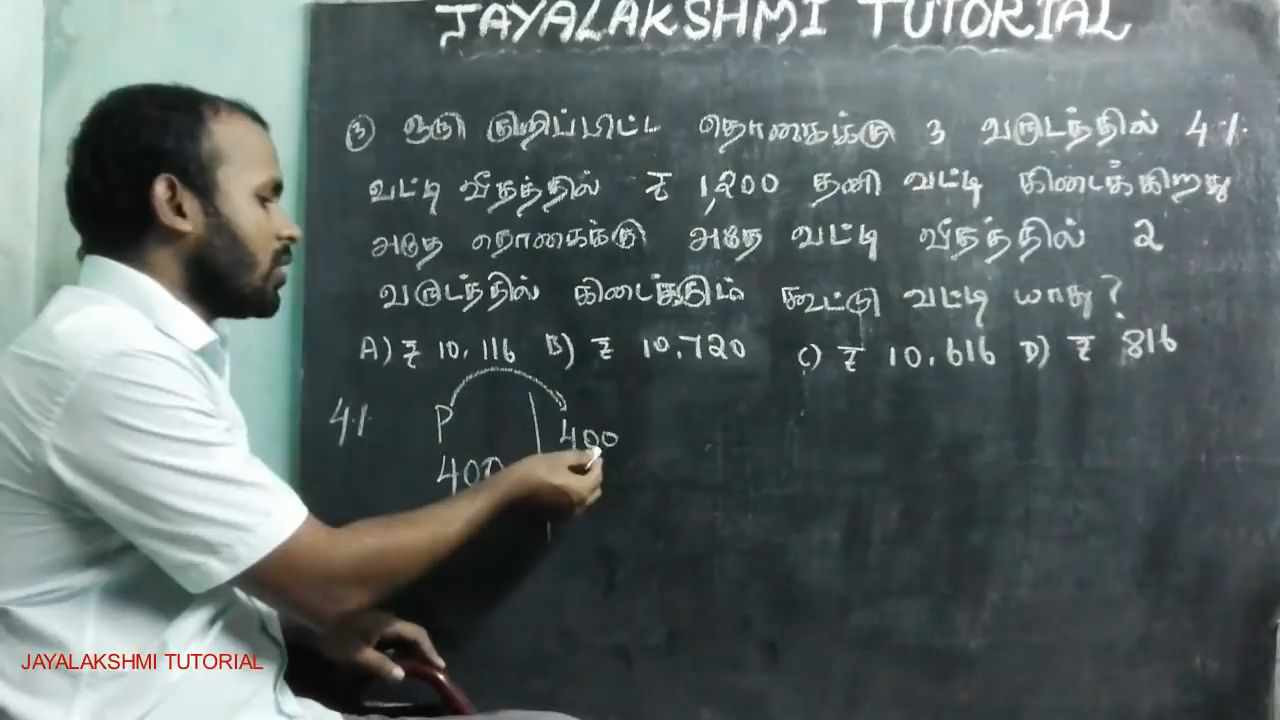 JAYALAKSHMI TUTORIAL
③ ஒரு குறிப்பிட்ட தொகைக்கு 3 வருடத்தில் 4%
வட்டி வீதத்தில் ₹ 1,200 தனி வட்டி கிடைக்கிறது
அதே தொகைக்கு அதே வட்டி வீதத்தில் 2
வருடத்தில் கிடைக்கும் கூட்டு வட்டி யாது?
A) ₹ 10,116 B) ₹ 10,720 C) ₹ 10,616 D) ₹ 816
4% P 400
400
JAYALAKSHMI TUTORIAL